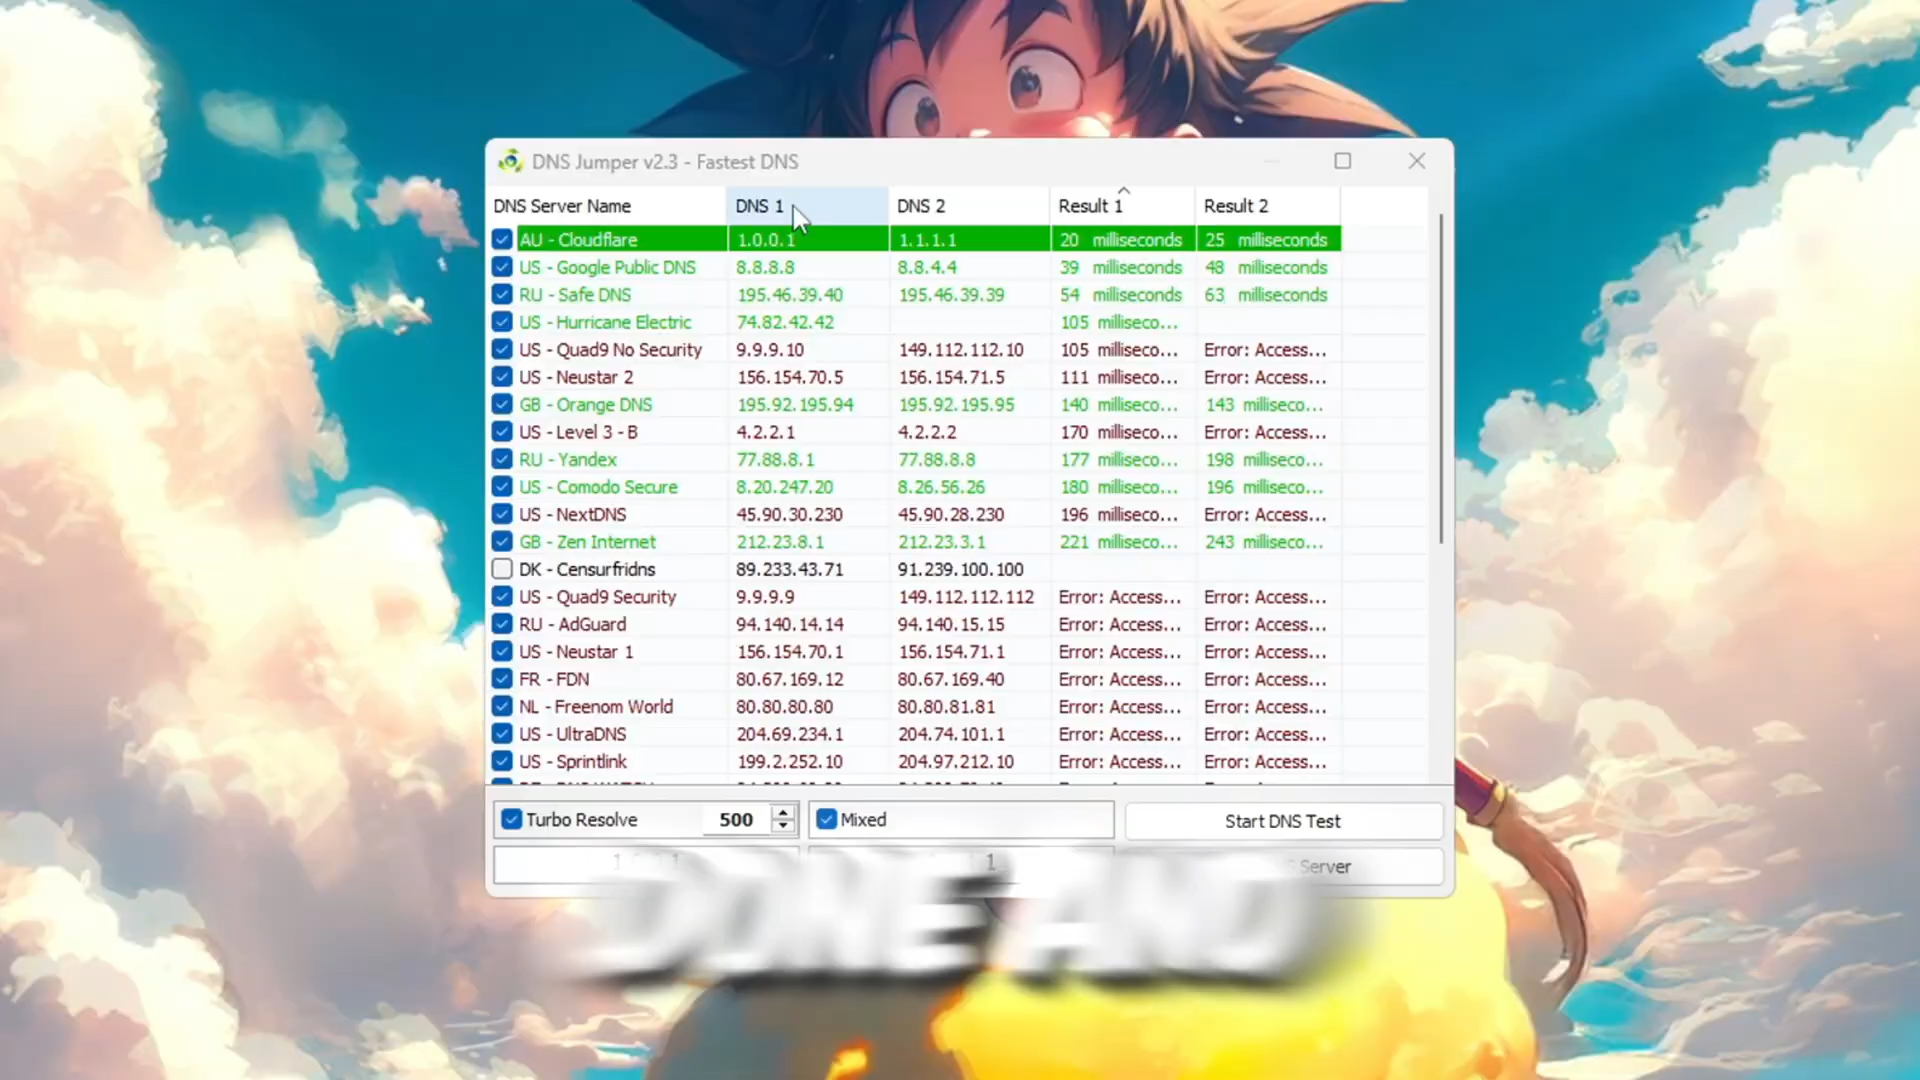 DNS Jumper v2.3 - Fastest DNS
DNS Server Name DNS 1 DNS 2 Result 1 Result 2
AU - Cloudflare 1.0.0.1 1.1.1.1 20 milliseconds 25 milliseconds
US - Google Public DNS 8.8.8.8 8.8.4.4 39 milliseconds 48 milliseconds
RU - Safe DNS 195.46.39.40 195.46.39.39 54 milliseconds 63 milliseconds
US - Hurricane Electric 74.82.42.42 105 milliseco...
US - Quad9 No Security 9.9.9.10 149.112.112.10 105 milliseco... Error: Access...
US - Neustar 2 156.154.70.5 156.154.71.5 111 milliseco... Error: Access...
GB - Orange DNS 195.92.195.94 195.92.195.95 140 milliseco... 143 milliseco...
US - Level 3 - B 4.2.2.1 4.2.2.2 170 milliseco... Error: Access...
RU - Yandex 77.88.8.1 77.88.8.8 177 milliseco... 198 milliseco...
US - Comodo Secure 8.20.247.20 8.26.56.26 180 milliseco... 196 milliseco...
US - NextDNS 45.90.30.230 45.90.28.230 196 milliseco... Error: Access...
GB - Zen Internet 212.23.8.1 212.23.3.1 221 milliseco... 243 milliseco...
DK - Censurfridns 89.233.43.71 91.239.100.100
US - Quad9 Security 9.9.9.9 149.112.112.112 Error: Access... Error: Access...
RU - AdGuard 94.140.14.14 94.140.15.15 Error: Access... Error: Access...
US - Neustar 1 156.154.70.1 156.154.71.1 Error: Access... Error: Access...
FR - FDN 80.67.169.12 80.67.169.40 Error: Access... Error: Access...
NL - Freenom World 80.80.80.80 80.80.81.81 Error: Access... Error: Access...
US - UltraDNS 204.69.234.1 204.74.101.1 Error: Access... Error: Access...
US - Sprintlink 199.2.252.10 204.97.212.10 Error: Access... Error: Access...
Turbo Resolve 500 Mixed Start DNS Test
Server
DONE AND